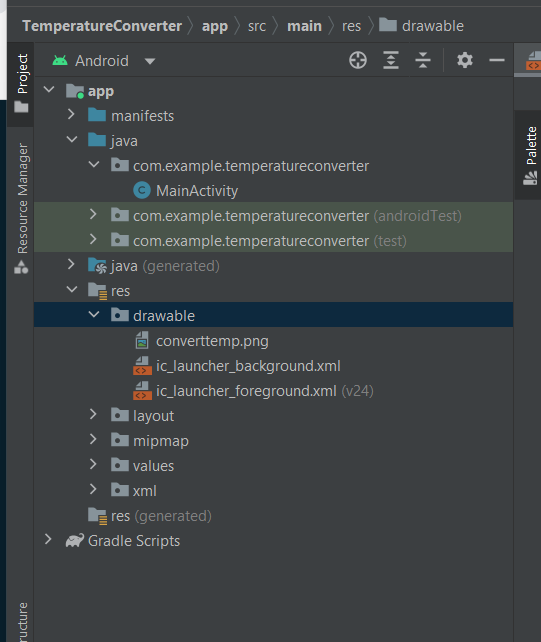 TemperatureConverter app src main res drawable
Project
Android
app
manifests
java
com.example.temperatureconverter
MainActivity
com.example.temperatureconverter (androidTest)
com.example.temperatureconverter (test)
java (generated)
res
drawable
converttemp.png
ic_launcher_background.xml
ic_launcher_foreground.xml (v24)
layout
mipmap
values
xml
res (generated)
Gradle Scripts
Resource Manager
ructure
Palette